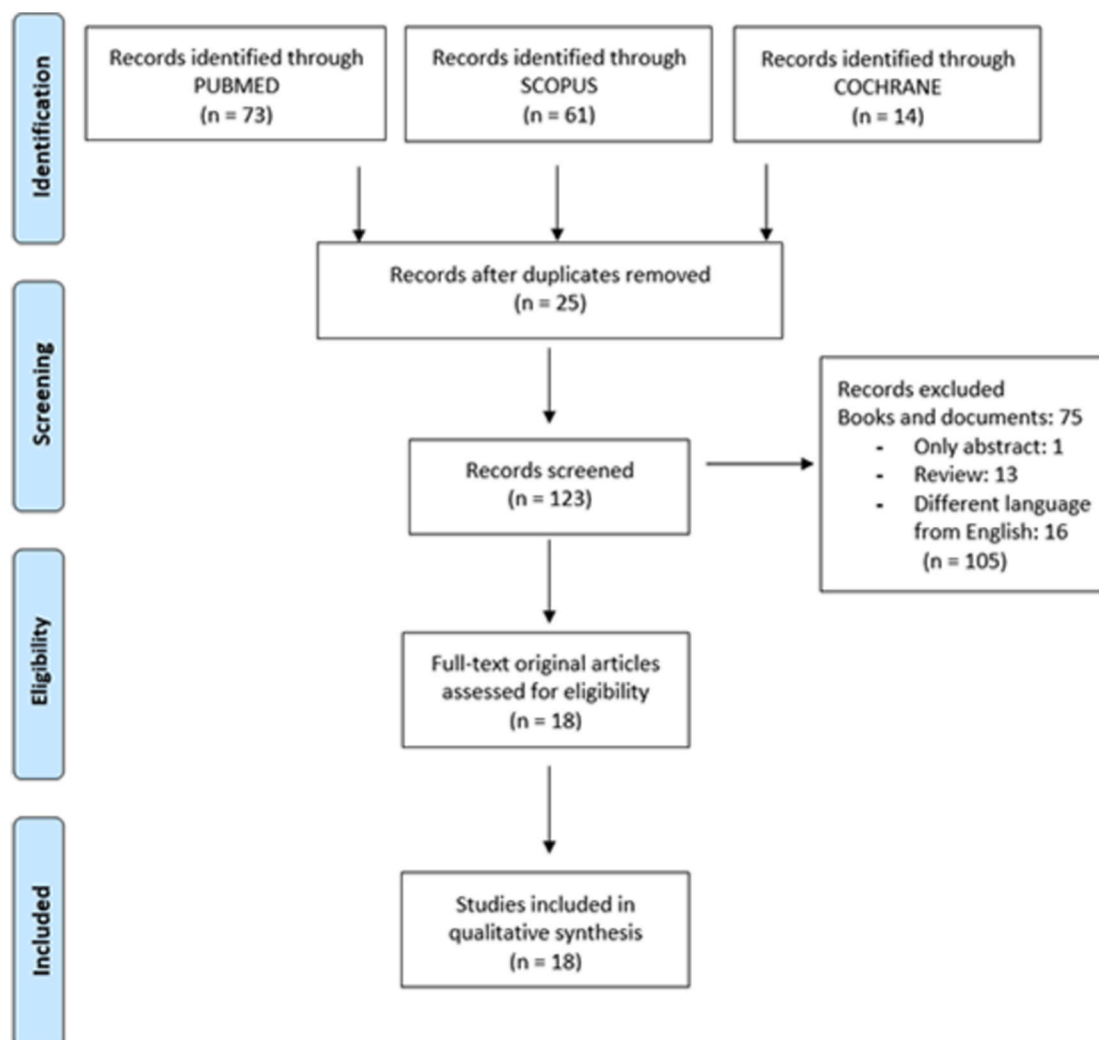 Identification
Records identified through
PUBMED
(n = 73)
Records identified through
SCOPUS
(n = 61)
Records identified through
COCHRANE
(n = 14)
Records after duplicates removed
(n = 25)
Screening
Records screened
(n = 123)
Records excluded
Books and documents: 75
- Only abstract: 1
- Review: 13
- Different language
from English: 16
(n = 105)
Eligibility
Full-text original articles
assessed for eligibility
(n = 18)
Included
Studies included in
qualitative synthesis
(n = 18)